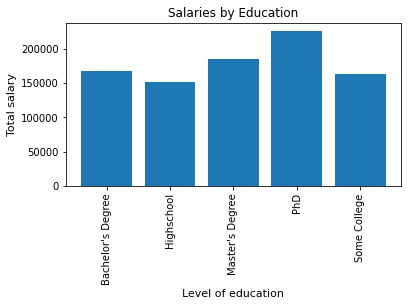 Salaries by Education
Total salary
200000
150000
100000
50000
0
Bachelor's Degree
Highschool
Master's Degree
PhD
Some College
Level of education